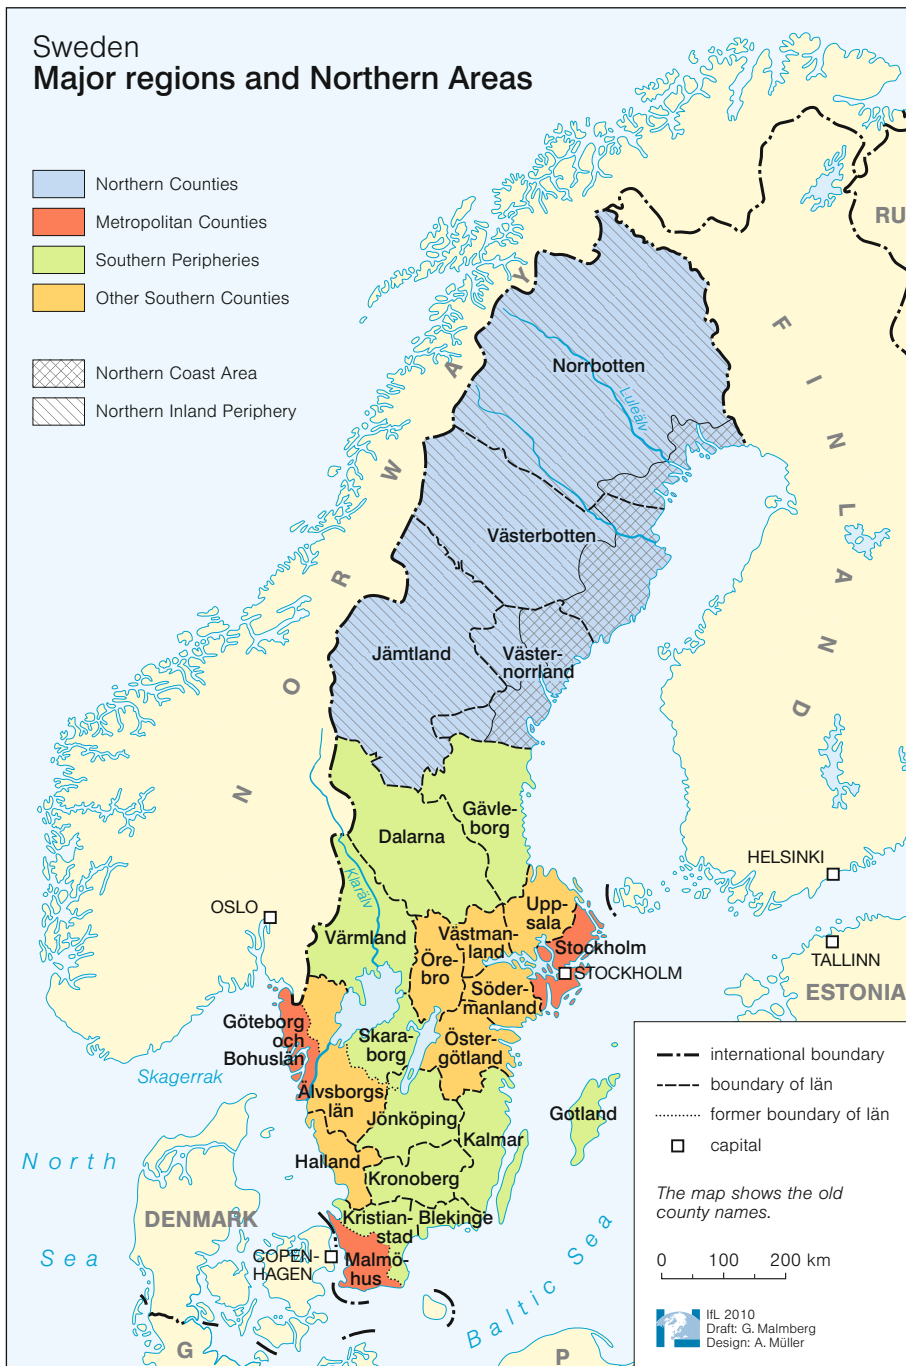 Sweden
Major regions and Northern Areas
Northern Counties
Metropolitan Counties
Southern Peripheries
Other Southern Counties
Northern Coast Area
Northern Inland Periphery
RU
NORWAY
FINLAND
Norrbotten
Luleälv
Västerbotten
Jämtland
Väster-
norrland
Gävle-
borg
Dalarna
Klarälv
HELSINKI
OSLO
Upp-
sala
Värmland
Västman-
land
Stockholm
Öre-
bro
TALLINN
STOCKHOLM
Söder-
manland
ESTONIA
Göteborg
och
Bohuslän
Skara-
borg
Öster-
götland
Skagerrak
Älvsborgs
län
Jönköping
Gotland
Kalmar
North
Sea
Halland
Kronoberg
DENMARK
Kristian-
stad
Blekinge
COPEN-
HAGEN
Malmö-
hus
Baltic Sea
G
P
international boundary
boundary of län
former boundary of län
capital
The map shows the old
county names.
0 100 200 km
IfL 2010
Draft: G. Malmberg
Design: A. Müller